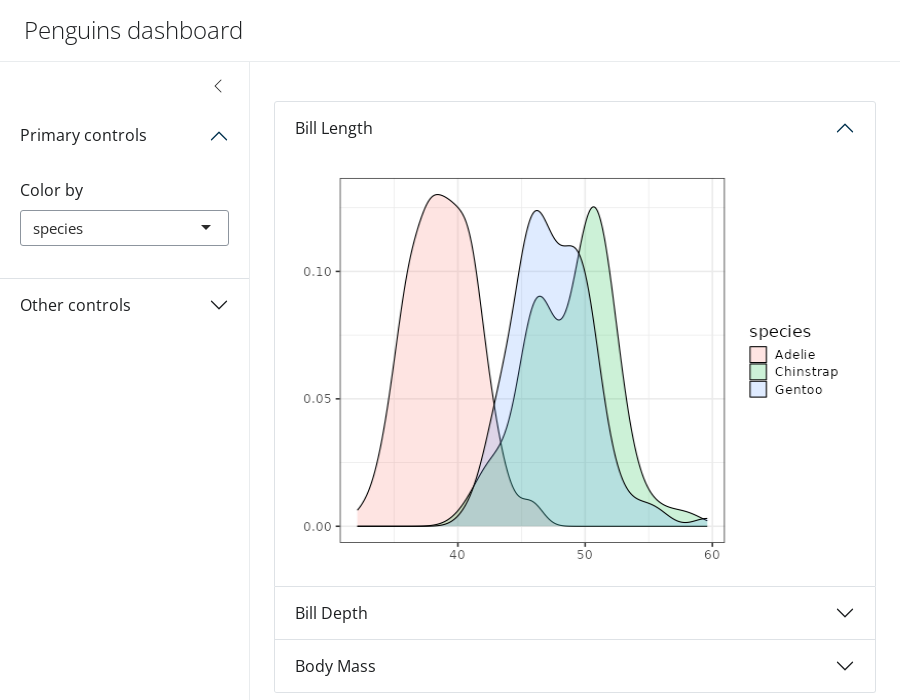 Penguins dashboard
Primary controls
Color by
species
Other controls
Bill Length
0.10
0.05
0.00
40 50 60
species
Adelie
Chinstrap
Gentoo
Bill Depth
Body Mass